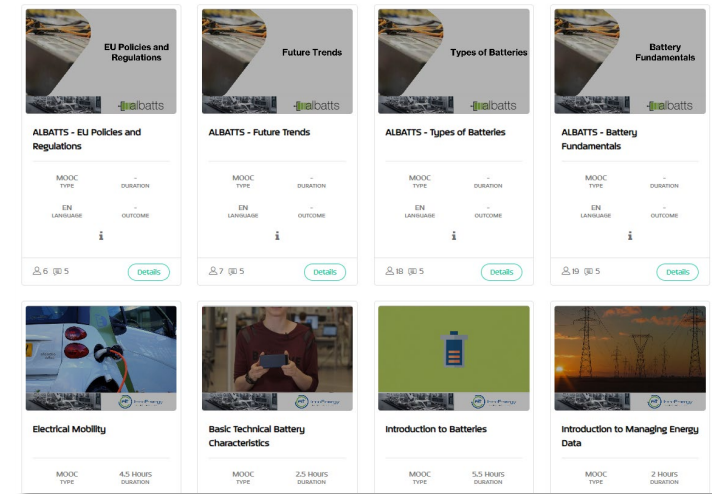 EU Policies and
Regulations
albatts
ALBATTS - EU Policies and
Regulations
MOOC
TYPE
-
DURATION
EN
LANGUAGE
-
OUTCOME
i
6 5
Details
Future Trends
albatts
ALBATTS - Future Trends
MOOC
TYPE
-
DURATION
EN
LANGUAGE
-
OUTCOME
i
7 5
Details
Types of Batteries
albatts
ALBATTS - Types of Batteries
MOOC
TYPE
-
DURATION
EN
LANGUAGE
-
OUTCOME
i
18 5
Details
Battery
Fundamentals
albatts
ALBATTS - Battery
Fundamentals
MOOC
TYPE
-
DURATION
EN
LANGUAGE
-
OUTCOME
i
19 5
Details
Electrical Mobility
MOOC
TYPE
4.5 Hours
DURATION
Basic Technical Battery
Characteristics
MOOC
TYPE
2.5 Hours
DURATION
Introduction to Batteries
MOOC
TYPE
5.5 Hours
DURATION
Introduction to Managing Energy
Data
MOOC
TYPE
2 Hours
DURATION